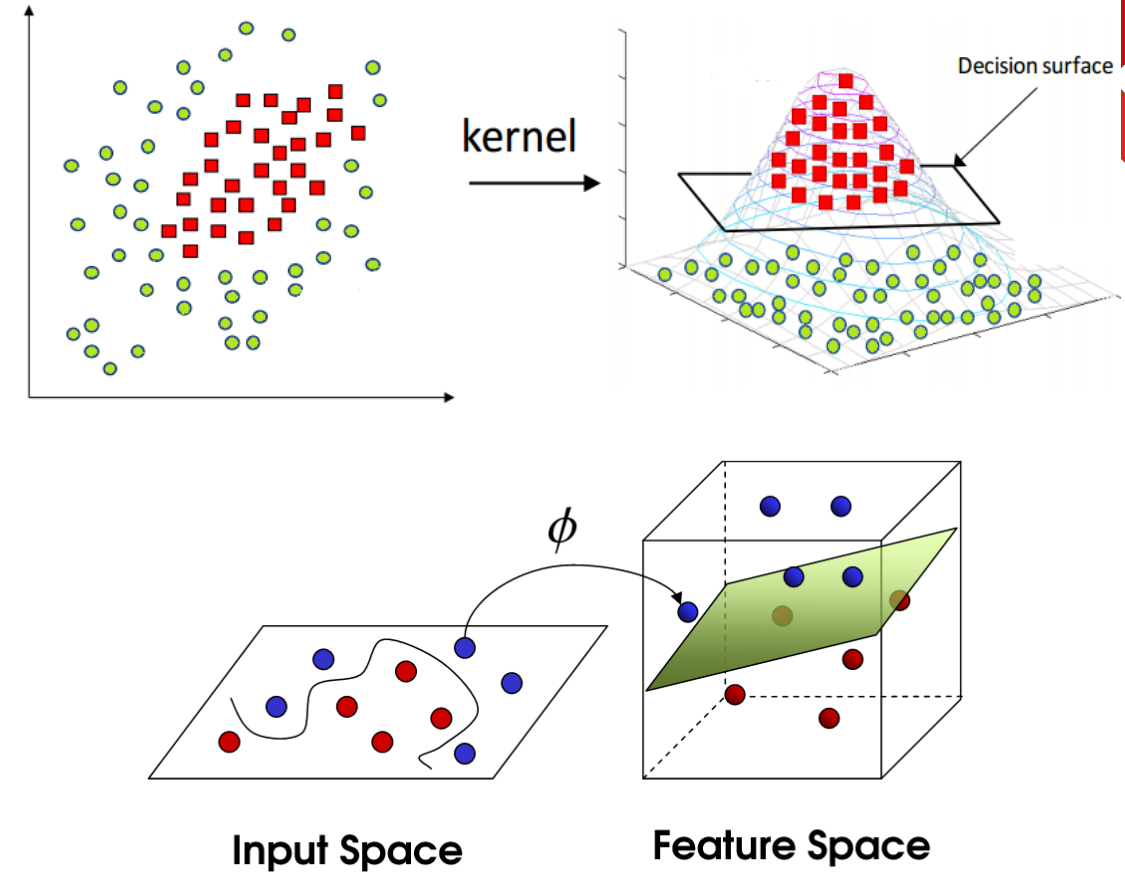 Decision surface
kernel
ϕ
Input Space
Feature Space